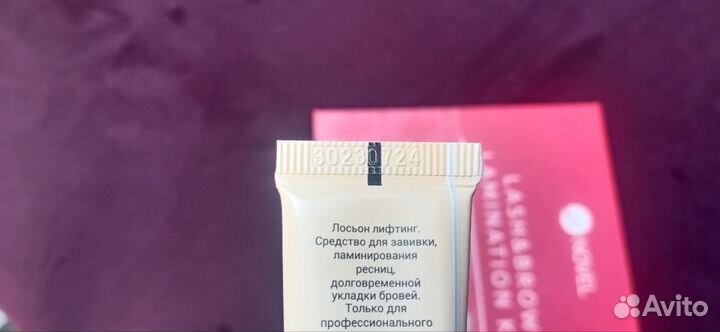 30230724
Лосьон лифтинг.
Средство для завивки,
ламинирования
ресниц,
долговременной
укладки бровей.
Только для
профессионального
LASH&BROW
LAMINATION K
NOVEL
Avito